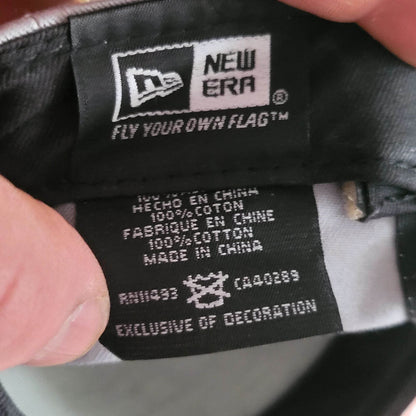 NEW
ERA®
FLY YOUR OWN FLAG™
HECHO EN CHINA
100% COTON
FABRIQUE EN CHINE
100% COTTON
MADE IN CHINA
RN11493 CA40289
EXCLUSIVE OF DECORATION